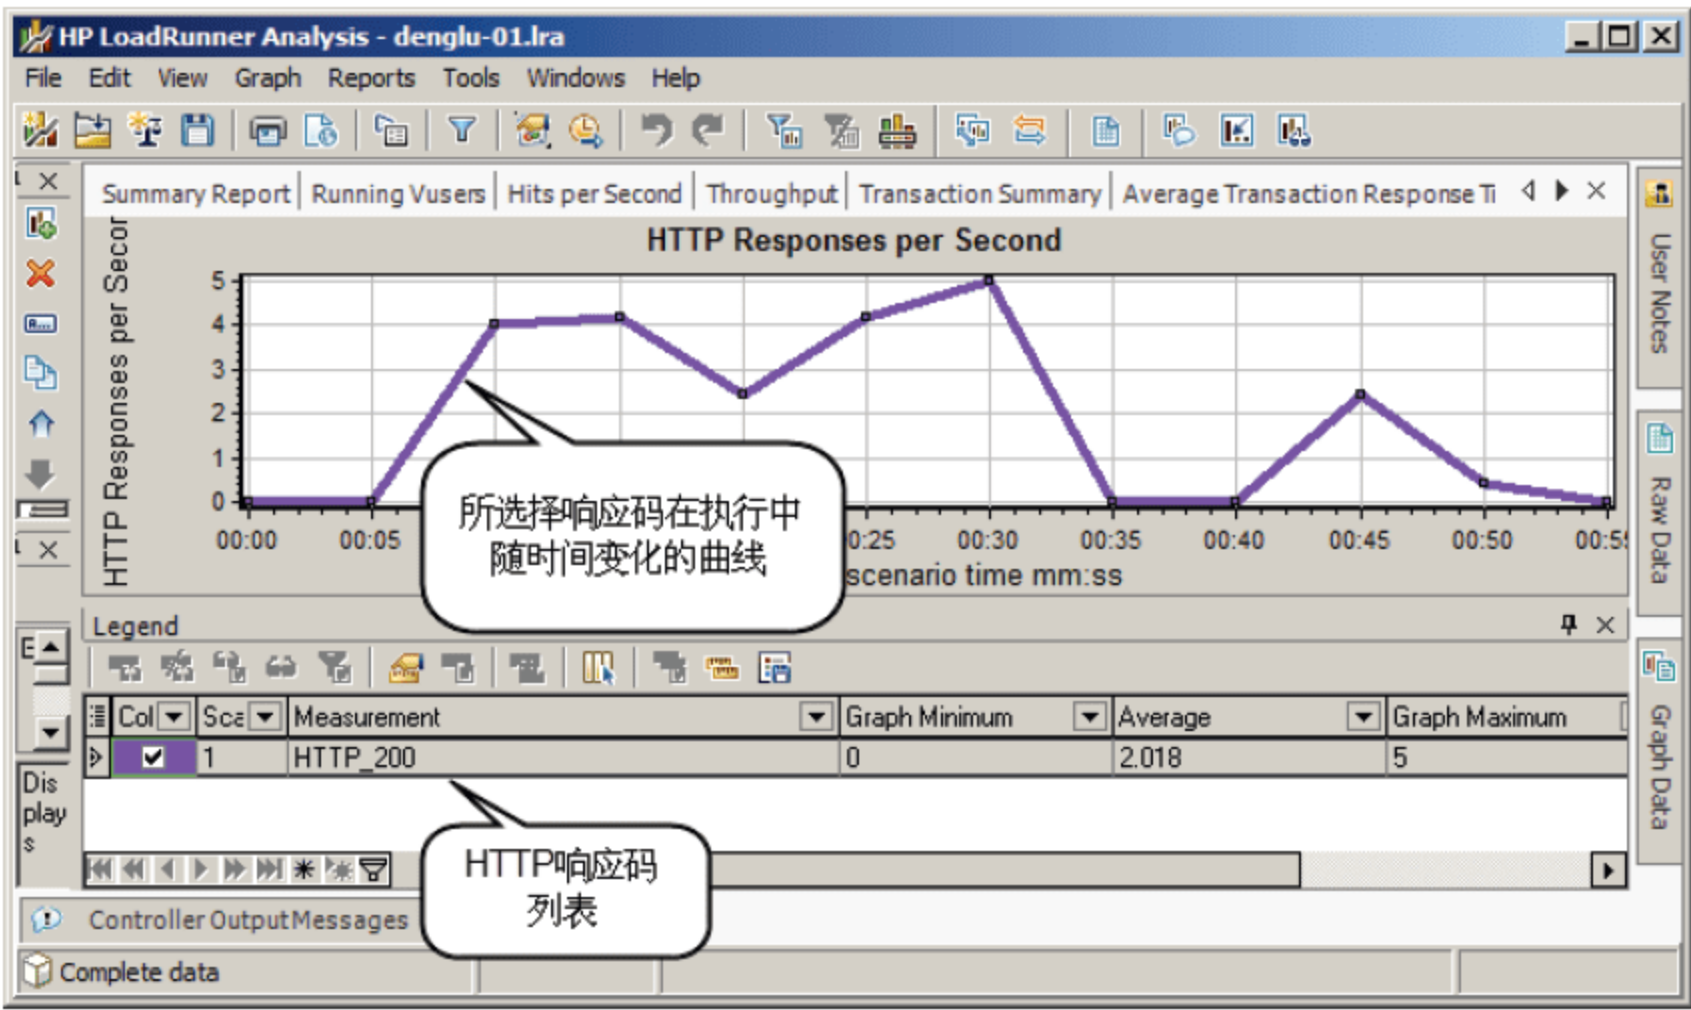 HP LoadRunner Analysis - denglu-01.lra
File Edit View Graph Reports Tools Windows Help
Summary Report Running Vusers Hits per Second Throughput Transaction Summary Average Transaction Response Ti
HTTP Responses per Second
HTTP Responses per Secor
5
4
3
2
1
0
00:00 00:05 0:25 00:30 00:35 00:40 00:45 00:50 00:5
scenario time mm:ss
所选择响应码在执行中
随时间变化的曲线
User Notes
Raw Data
Graph Data
Legend
Col Sca Measurement Graph Minimum Average Graph Maximum
1 HTTP_200 0 2.018 5
Dis
play
s
HTTP响应码
列表
Controller Output Messages
Complete data